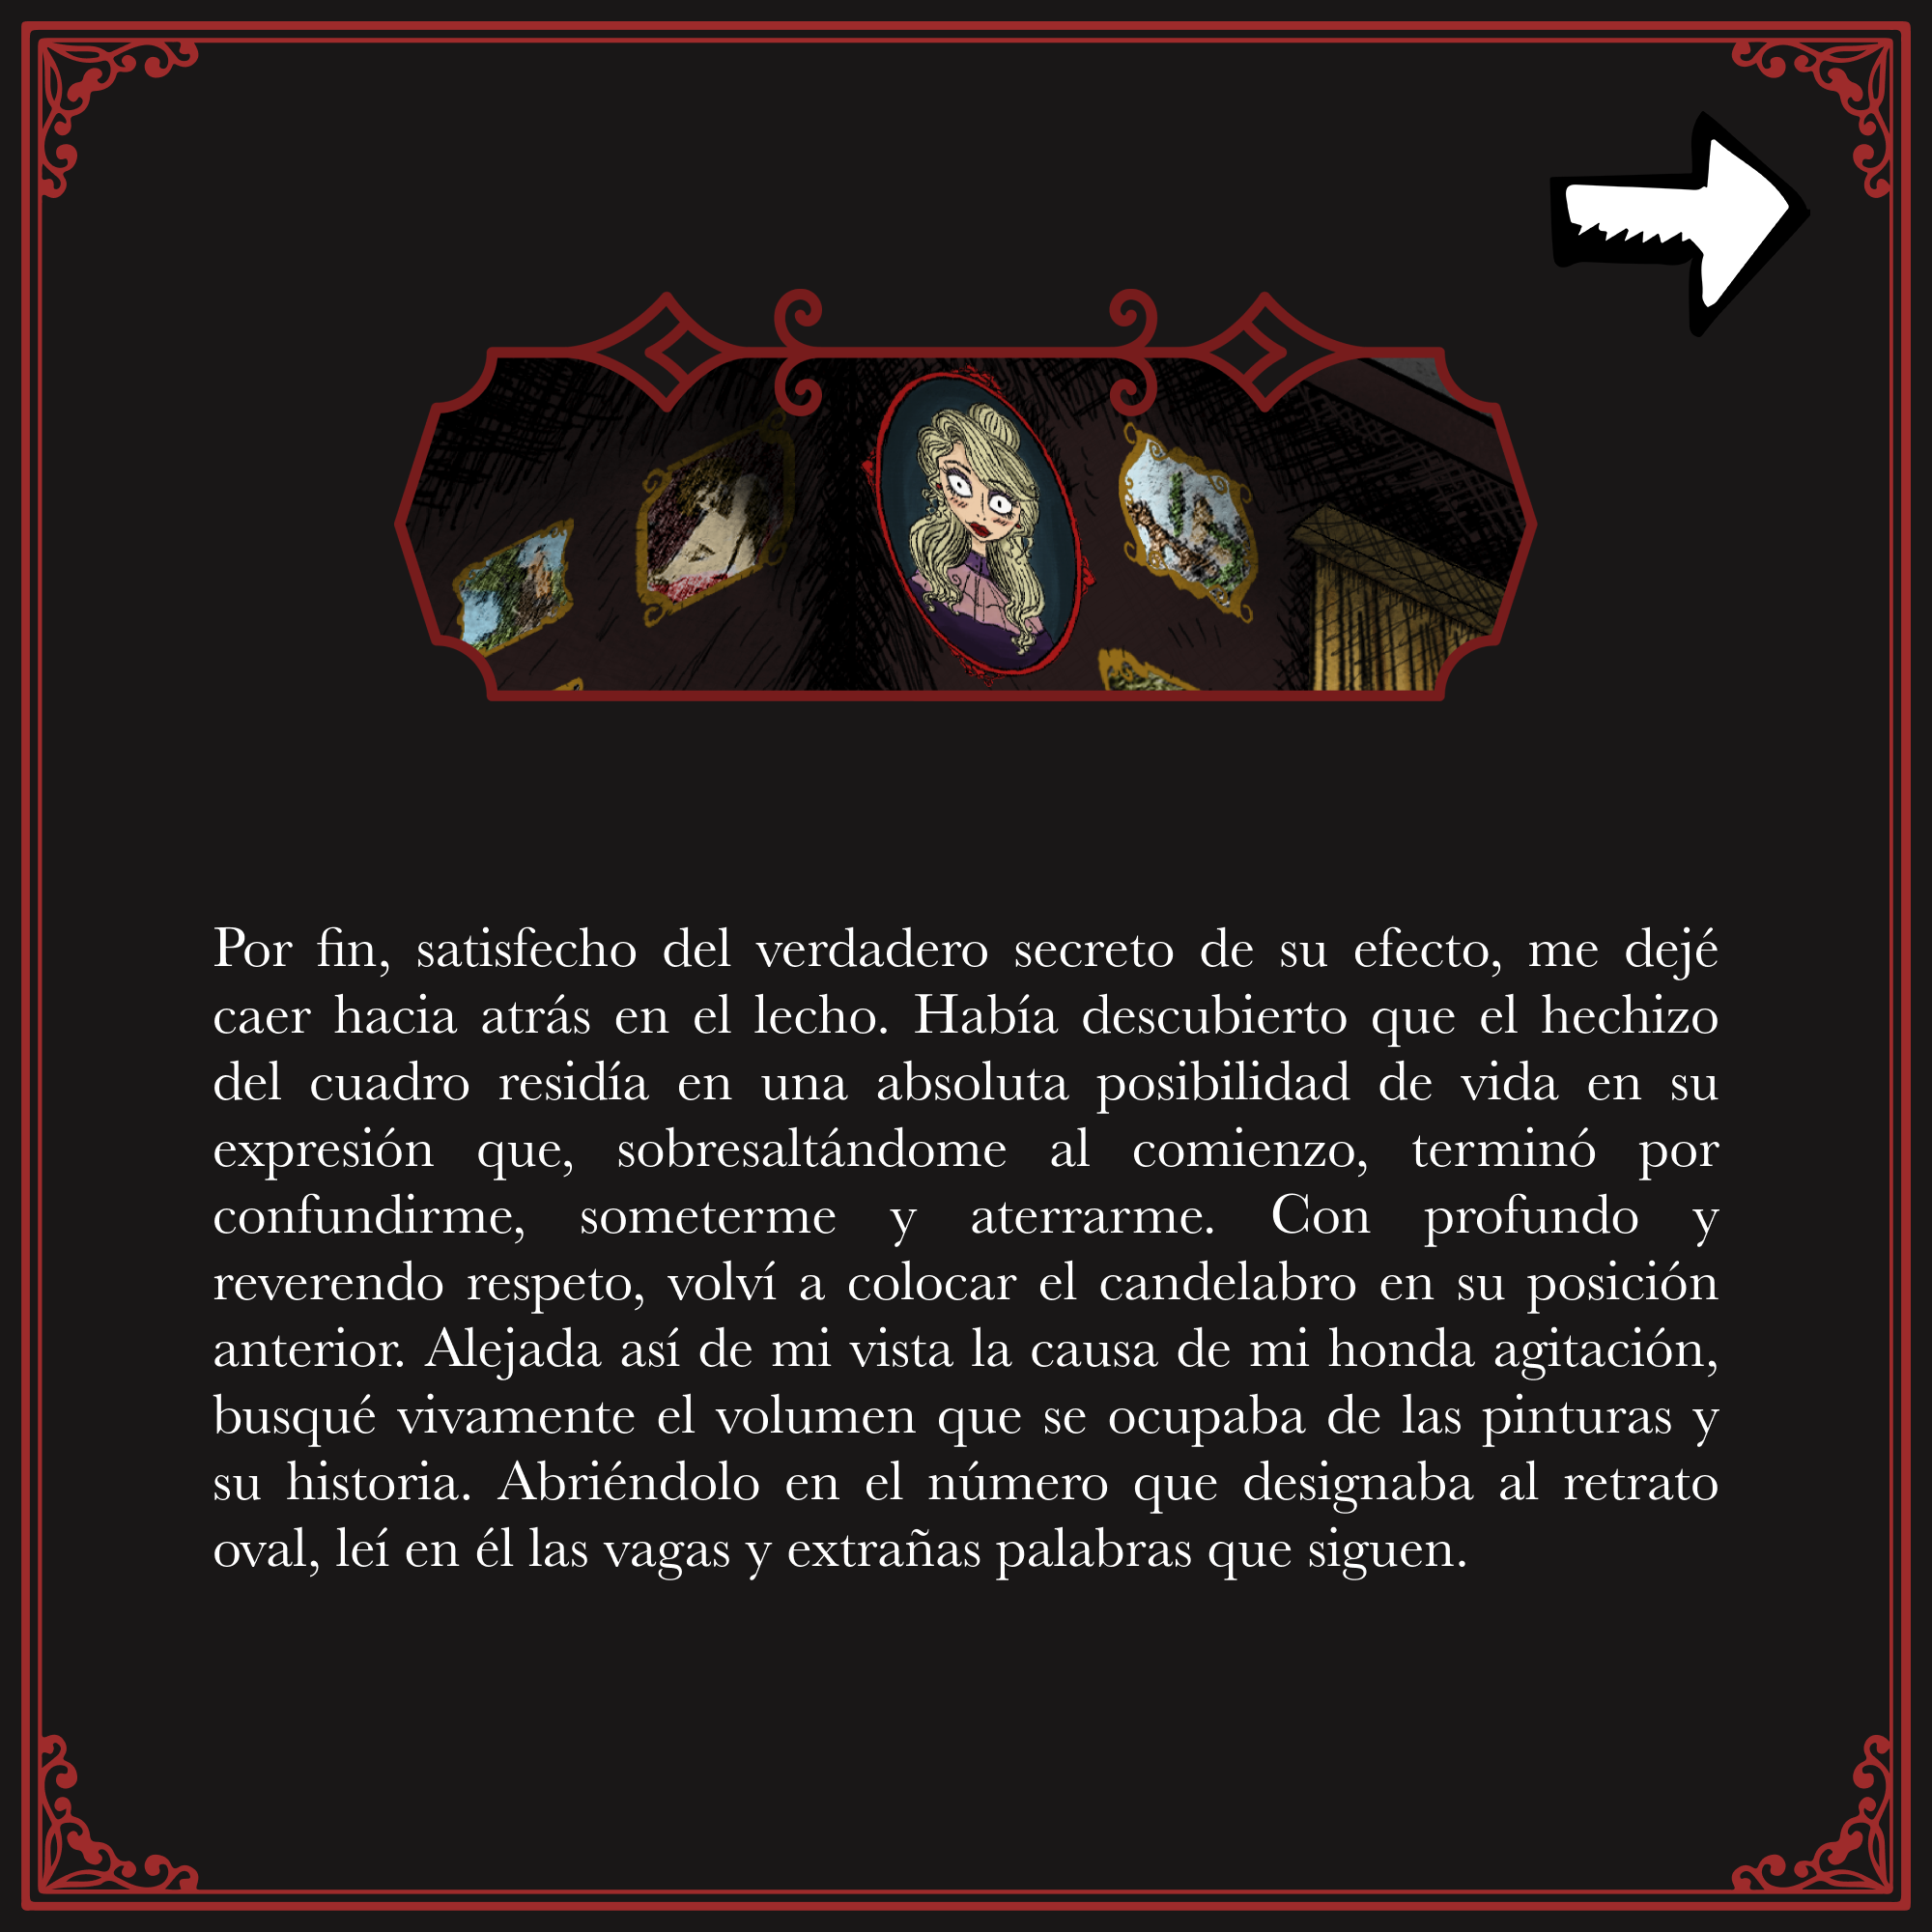 Por fin, satisfecho del verdadero secreto de su efecto, me dejé
caer hacia atrás en el lecho. Había descubierto que el hechizo
del cuadro residía en una absoluta posibilidad de vida en su
expresión que, sobresaltándome al comienzo, terminó por
confundirme, someterme y aterrarme. Con profundo y
reverendo respeto, volví a colocar el candelabro en su posición
anterior. Alejada así de mi vista la causa de mi honda agitación,
busqué vivamente el volumen que se ocupaba de las pinturas y
su historia. Abriéndolo en el número que designaba al retrato
oval, leí en él las vagas y extrañas palabras que siguen.